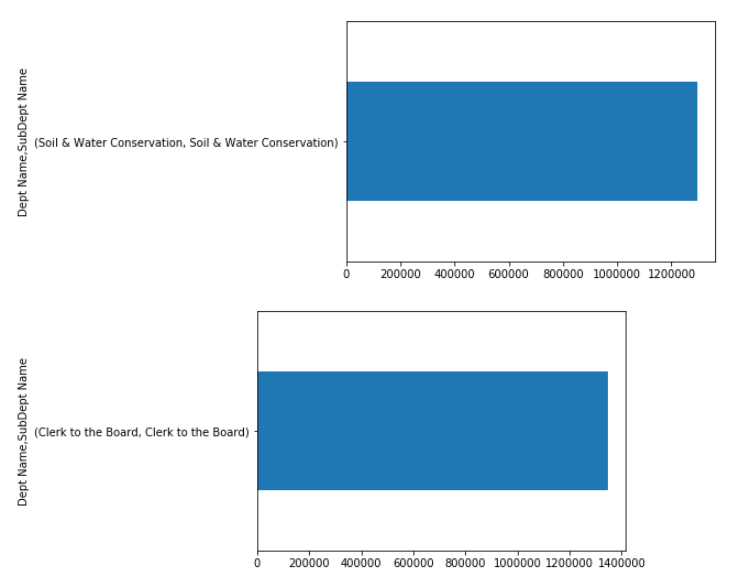 Dept Name,SubDept Name
(Soil & Water Conservation, Soil & Water Conservation)
0 200000 400000 600000 800000 1000000 1200000
Dept Name,SubDept Name
(Clerk to the Board, Clerk to the Board)
0 200000 400000 600000 800000 1000000 1200000 1400000